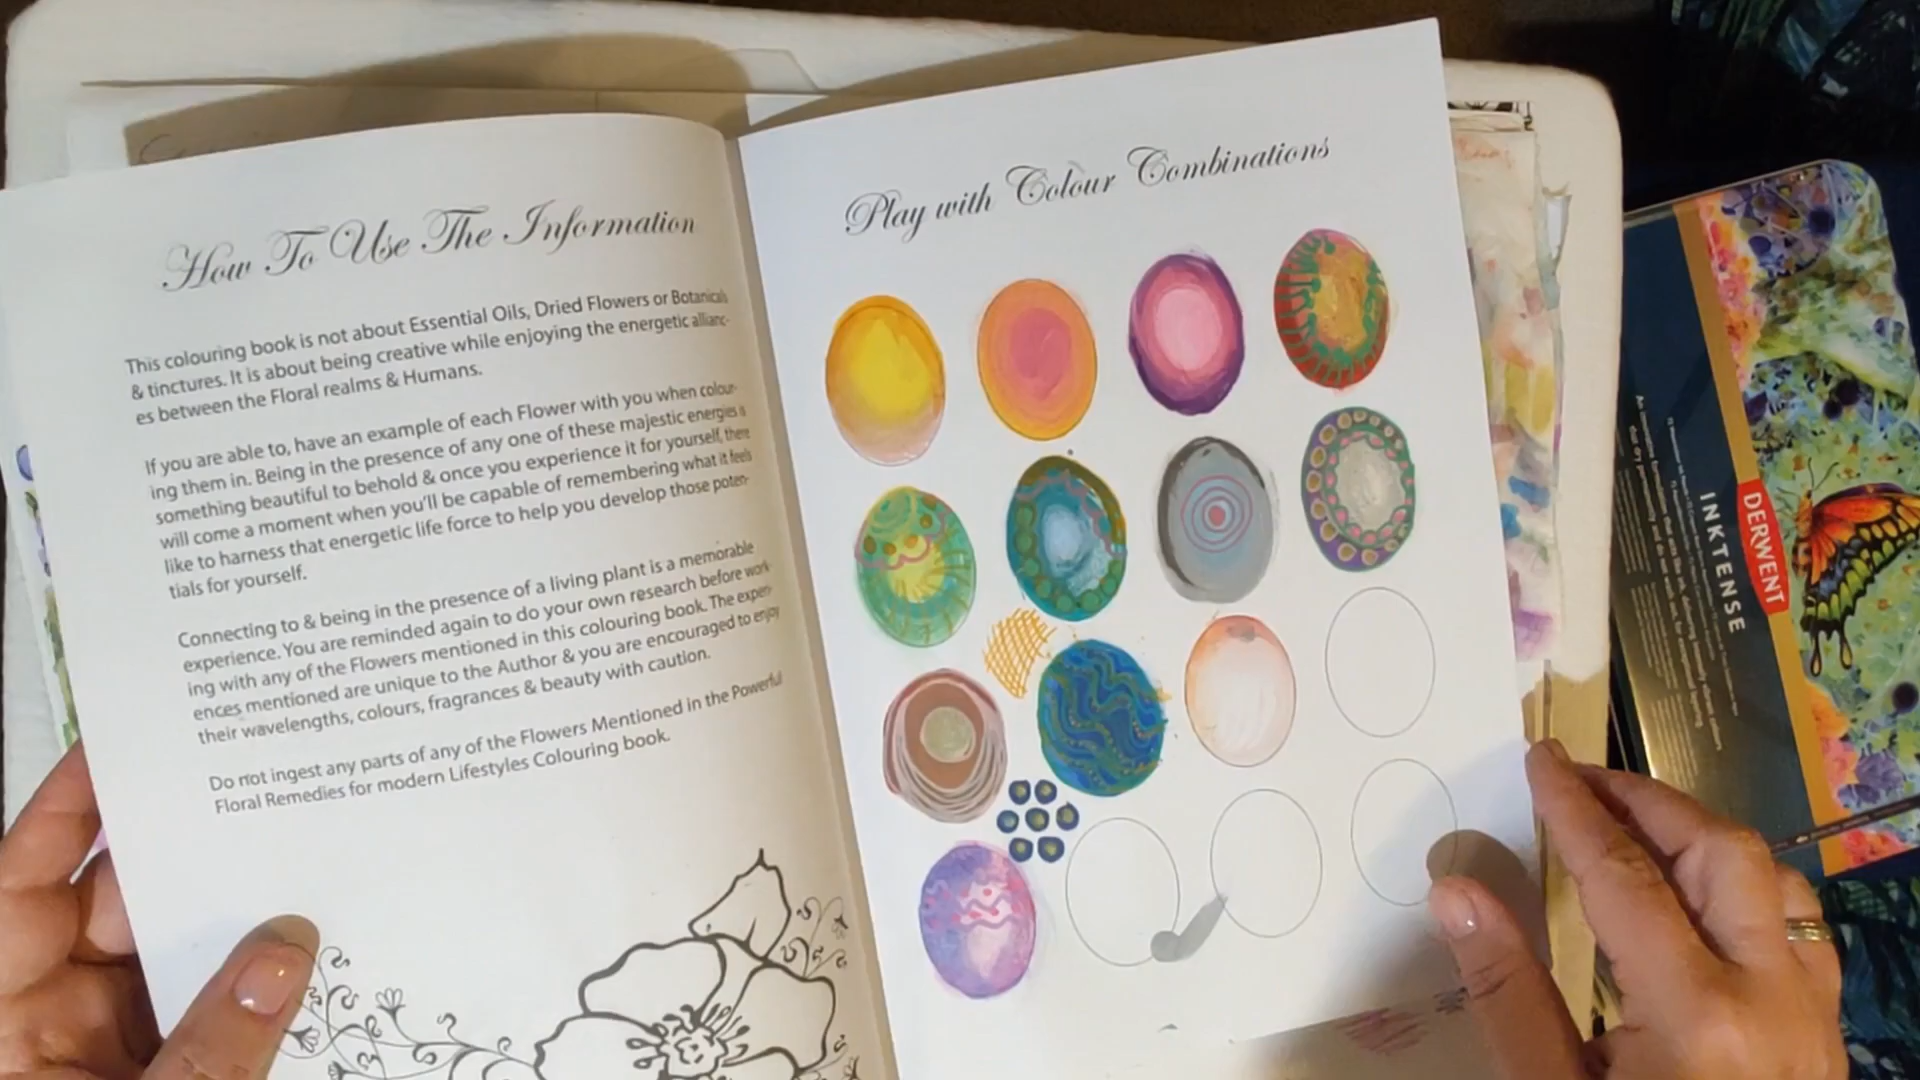 How To Use The Information
This colouring book is not about Essential Oils, Dried Flowers or Botanicals
& tinctures. It is about being creative while enjoying the energetic allianc-
es between the Floral realms & Humans.
If you are able to, have an example of each Flower with you when colour-
ing them in. Being in the presence of any one of these majestic energies is
something beautiful to behold & once you experience it for yourself, there
will come a moment when you'll be capable of remembering what it feels
like to harness that energetic life force to help you develop those poten-
tials for yourself.
Connecting to & being in the presence of a living plant is a memorable
experience. You are reminded again to do your own research before work-
ing with any of the Flowers mentioned in this colouring book. The experi-
ences mentioned are unique to the Author & you are encouraged to enjoy
their wavelengths, colours, fragrances & beauty with caution.
Do not ingest any parts of any of the Flowers Mentioned in the Powerful
Floral Remedies for modern Lifestyles Colouring book.
Play with Colour Combinations
DERWENT
INKTENSE